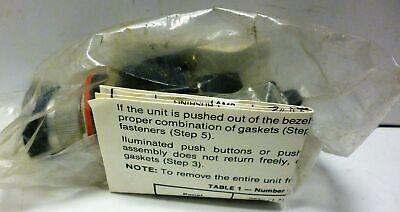 If the unit is pushed out of the bezel
proper combination of gaskets (Step
fasteners (Step 5).
Iluminated push buttons or push
assembly does not return freely,
gaskets (Step 3).
NOTE: To remove the entire unit fr
TABLE 1 — Number
Panel